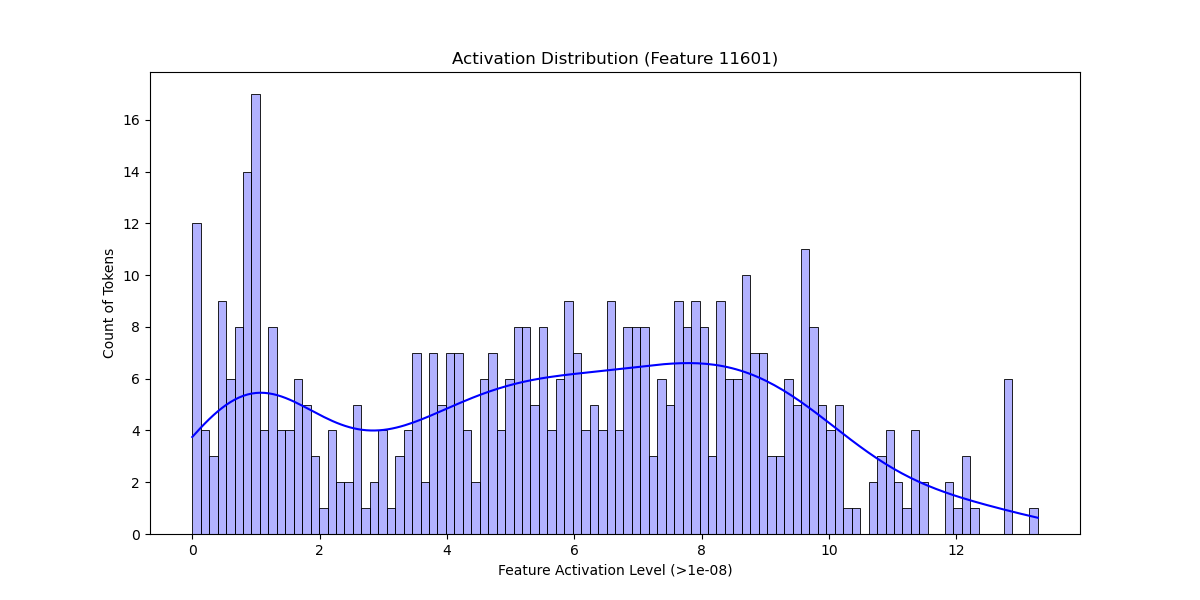 Activation Distribution (Feature 11601)
Count of Tokens
16
14
12
10
8
6
4
2
0
0 2 4 6 8 10 12
Feature Activation Level (>1e-08)